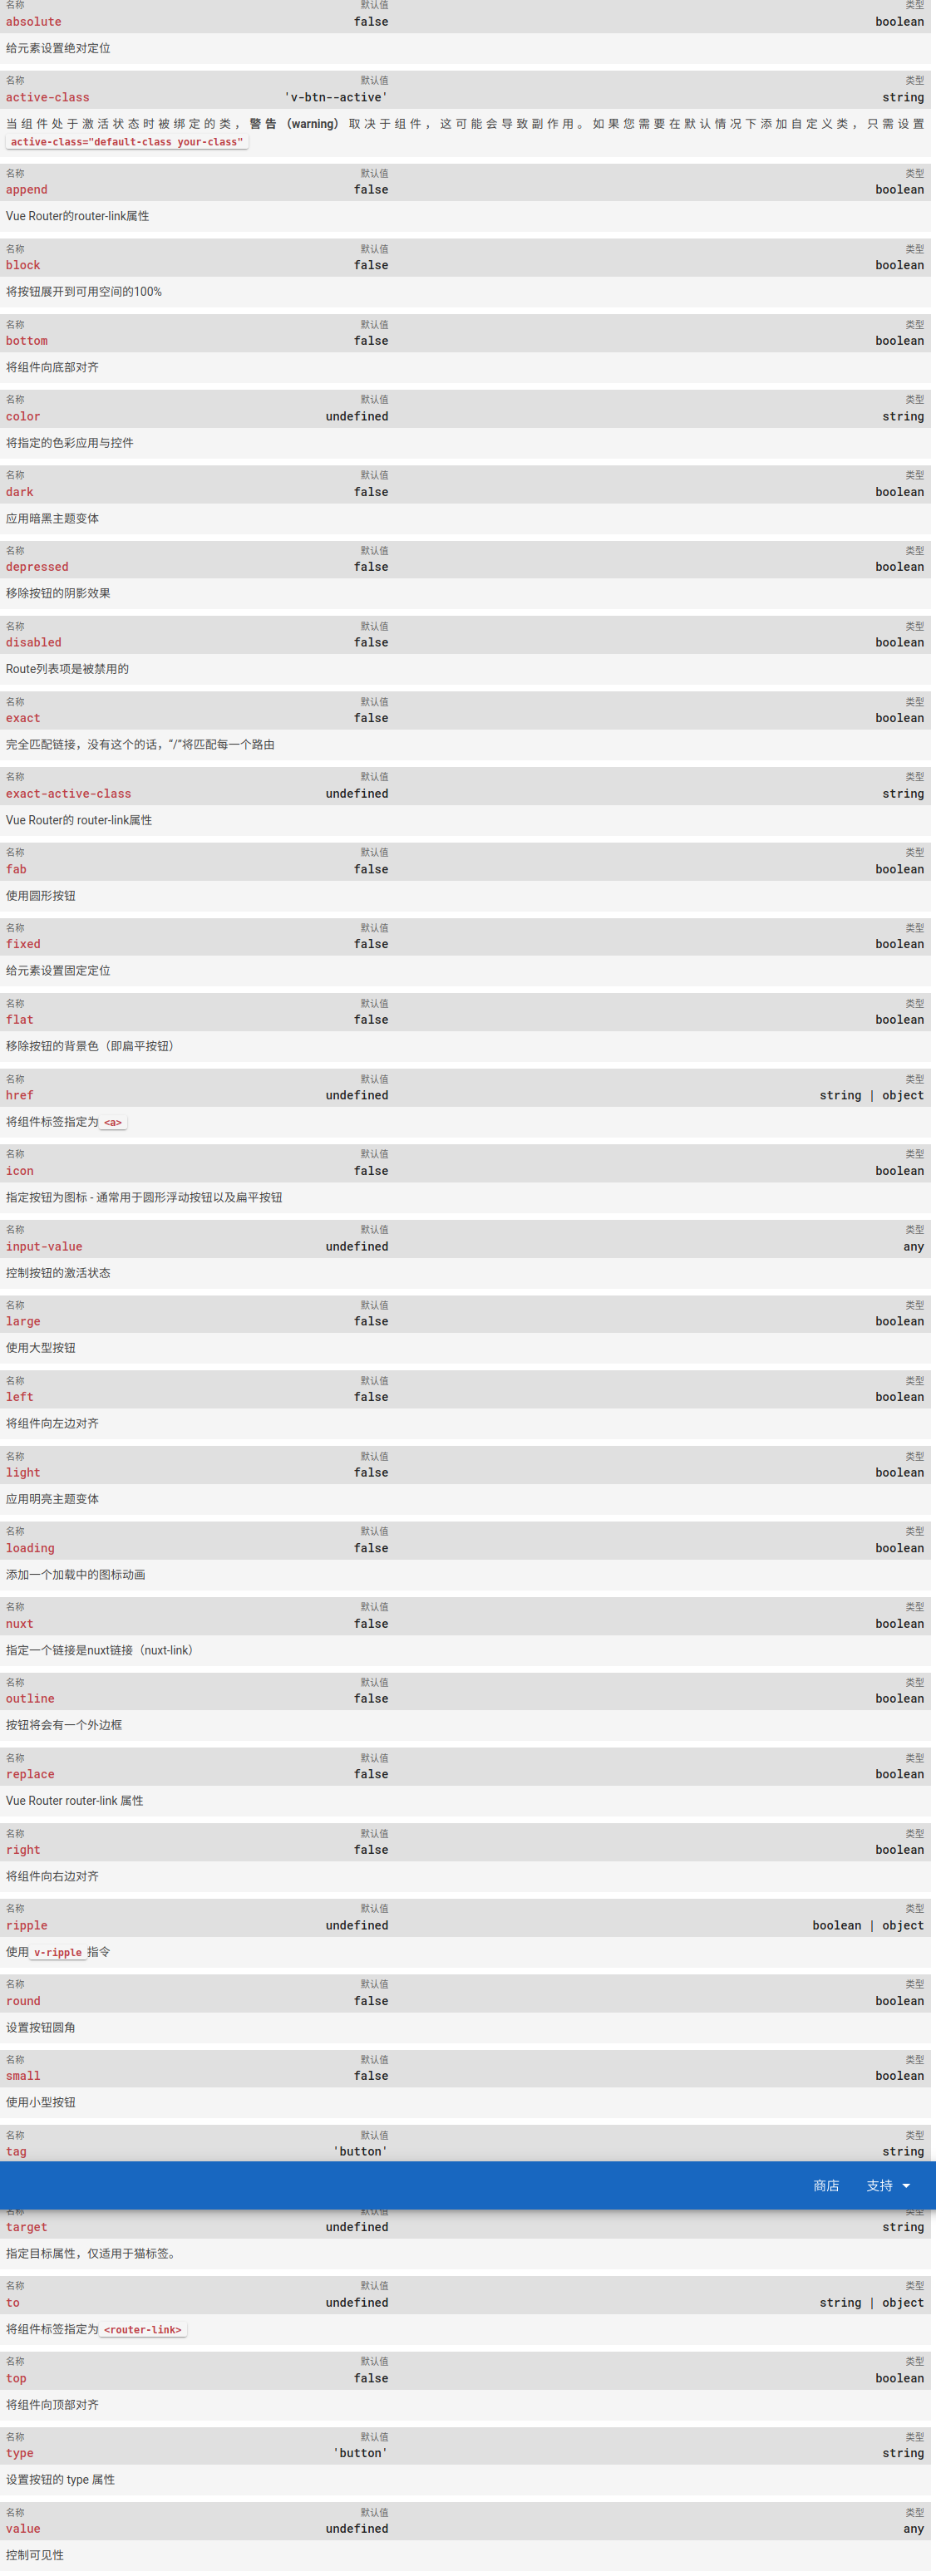 名称 默认值 类型
absolute false boolean
给元素设置绝对定位
名称 默认值 类型
active-class 'v-btn--active' string
当组件处于激活状态时被绑定的类，警告（warning）取决于组件，这可能会导致副作用。如果您需要在默认情况下添加自定义类，只需设置
active-class="default-class your-class"
名称 默认值 类型
append false boolean
Vue Router的router-link属性
名称 默认值 类型
block false boolean
将按钮展开到可用空间的100%
名称 默认值 类型
bottom false boolean
将组件向底部对齐
名称 默认值 类型
color undefined string
将指定的色彩应用与控件
名称 默认值 类型
dark false boolean
应用暗黑主题变体
名称 默认值 类型
depressed false boolean
移除按钮的阴影效果
名称 默认值 类型
disabled false boolean
Route列表项是被禁用的
名称 默认值 类型
exact false boolean
完全匹配链接，没有这个的话，“/”将匹配每一个路由
名称 默认值 类型
exact-active-class undefined string
Vue Router的 router-link属性
名称 默认值 类型
fab false boolean
使用圆形按钮
名称 默认值 类型
fixed false boolean
给元素设置固定定位
名称 默认值 类型
flat false boolean
移除按钮的背景色（即扁平按钮）
名称 默认值 类型
href undefined string | object
将组件标签指定为 <a>
名称 默认值 类型
icon false boolean
指定按钮为图标 - 通常用于圆形浮动按钮以及扁平按钮
名称 默认值 类型
input-value undefined any
控制按钮的激活状态
名称 默认值 类型
large false boolean
使用大型按钮
名称 默认值 类型
left false boolean
将组件向左边对齐
名称 默认值 类型
light false boolean
应用明亮主题变体
名称 默认值 类型
loading false boolean
添加一个加载中的图标动画
名称 默认值 类型
nuxt false boolean
指定一个链接是nuxt链接（nuxt-link）
名称 默认值 类型
outline false boolean
按钮将会有一个外边框
名称 默认值 类型
replace false boolean
Vue Router router-link 属性
名称 默认值 类型
right false boolean
将组件向右边对齐
名称 默认值 类型
ripple undefined boolean | object
使用 v-ripple 指令
名称 默认值 类型
round false boolean
设置按钮圆角
名称 默认值 类型
small false boolean
使用小型按钮
名称 默认值 类型
tag 'button' string
商店 支持
名称 默认值 类型
target undefined string
指定目标属性，仅适用于猫标签。
名称 默认值 类型
to undefined string | object
将组件标签指定为 <router-link>
名称 默认值 类型
top false boolean
将组件向顶部对齐
名称 默认值 类型
type 'button' string
设置按钮的 type 属性
名称 默认值 类型
value undefined any
控制可见性